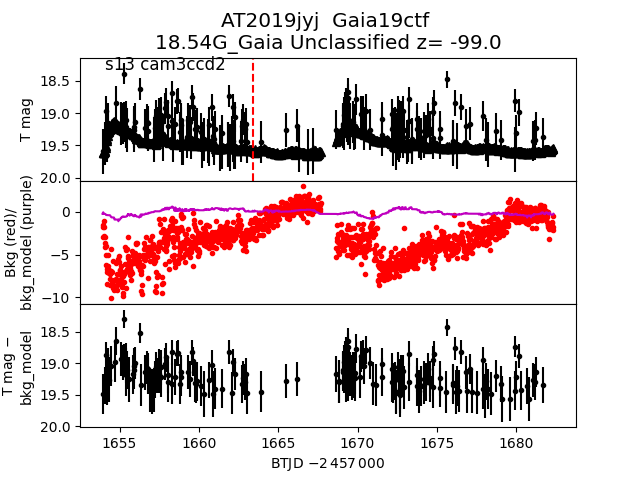 AT2019jyj Gaia19ctf
18.54G_Gaia Unclassified z= -99.0
s13 cam3ccd2
T mag
18.5
19.0
19.5
20.0
Bkg (red)/
bkg_model (purple)
0
−5
−10
T mag −
bkg_model
18.5
19.0
19.5
20.0
1655 1660 1665 1670 1675 1680
BTJD −2 457 000